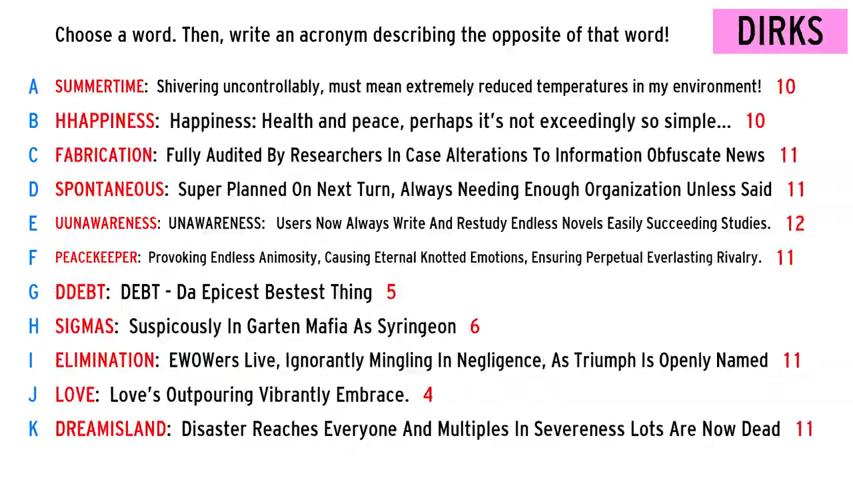 Choose a word. Then, write an acronym describing the opposite of that word!
DIRKS
A SUMMERTIME: Shivering uncontrollably, must mean extremely reduced temperatures in my environment! 10
B HHAPPINESS: Happiness: Health and peace, perhaps it's not exceedingly so simple... 10
C FABRICATION: Fully Audited By Researchers In Case Alterations To Information Obfuscate News 11
D SPONTANEOUS: Super Planned On Next Turn, Always Needing Enough Organization Unless Said 11
E UUNAWARENESS: UNAWARENESS: Users Now Always Write And Restudy Endless Novels Easily Succeeding Studies. 12
F PEACEKEEPER: Provoking Endless Animosity, Causing Eternal Knotted Emotions, Ensuring Perpetual Everlasting Rivalry. 11
G DDEBT: DEBT - Da Epicest Bestest Thing 5
H SIGMAS: Suspicously In Garten Mafia As Syringeon 6
I ELIMINATION: EWOWers Live, Ignorantly Mingling In Negligence, As Triumph Is Openly Named 11
J LOVE: Love's Outpouring Vibrantly Embrace. 4
K DREAMISLAND: Disaster Reaches Everyone And Multiples In Severeness Lots Are Now Dead 11